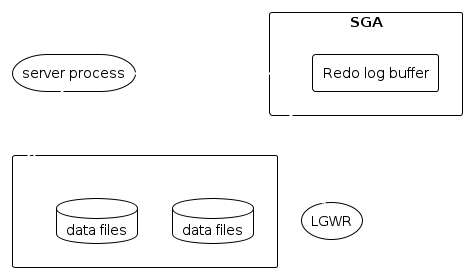 SGA
server process
Redo log buffer
data files
data files
LGWR